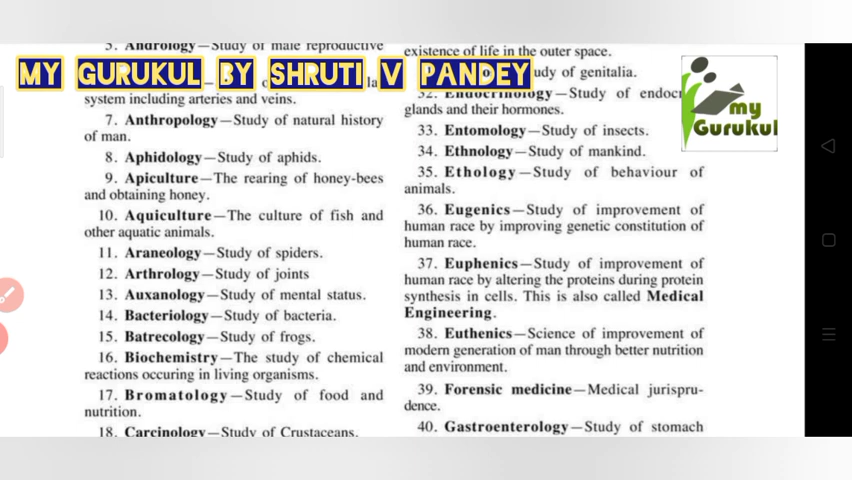 MY GURUKUL BY SHRUTI V PANDEY
my
Gurukul
5. Andrology—Study of male reproductive
system including arteries and veins.
7. Anthropology—Study of natural history
of man.
8. Aphidology—Study of aphids.
9. Apiculture—The rearing of honey-bees
and obtaining honey.
10. Aquiculture—The culture of fish and
other aquatic animals.
11. Araneology—Study of spiders.
12. Arthrology—Study of joints
13. Auxanology—Study of mental status.
14. Bacteriology—Study of bacteria.
15. Batrecology—Study of frogs.
16. Biochemistry—The study of chemical
reactions occuring in living organisms.
17. Bromatology—Study of food and
nutrition.
18. Carcinology—Study of Crustaceans.
existence of life in the outer space.
of genitalia.
32. Endocrinology—Study of
glands and their hormones.
33. Entomology—Study of insects.
34. Ethnology—Study of mankind.
35. Ethology—Study of behaviour of
animals.
36. Eugenics—Study of improvement of
human race by improving genetic constitution of
human race.
37. Euphenics—Study of improvement of
human race by altering the proteins during protein
synthesis in cells. This is also called Medical
Engineering.
38. Euthenics—Science of improvement of
modern generation of man through better nutrition
and environment.
39. Forensic medicine—Medical jurispru-
dence.
40. Gastroenterology—Study of stomach